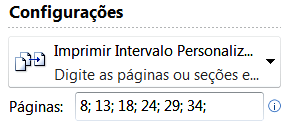 Configurações
Imprimir Intervalo Personaliz...
Digite as páginas ou seções e...
Páginas: 8; 13; 18; 24; 29; 34;